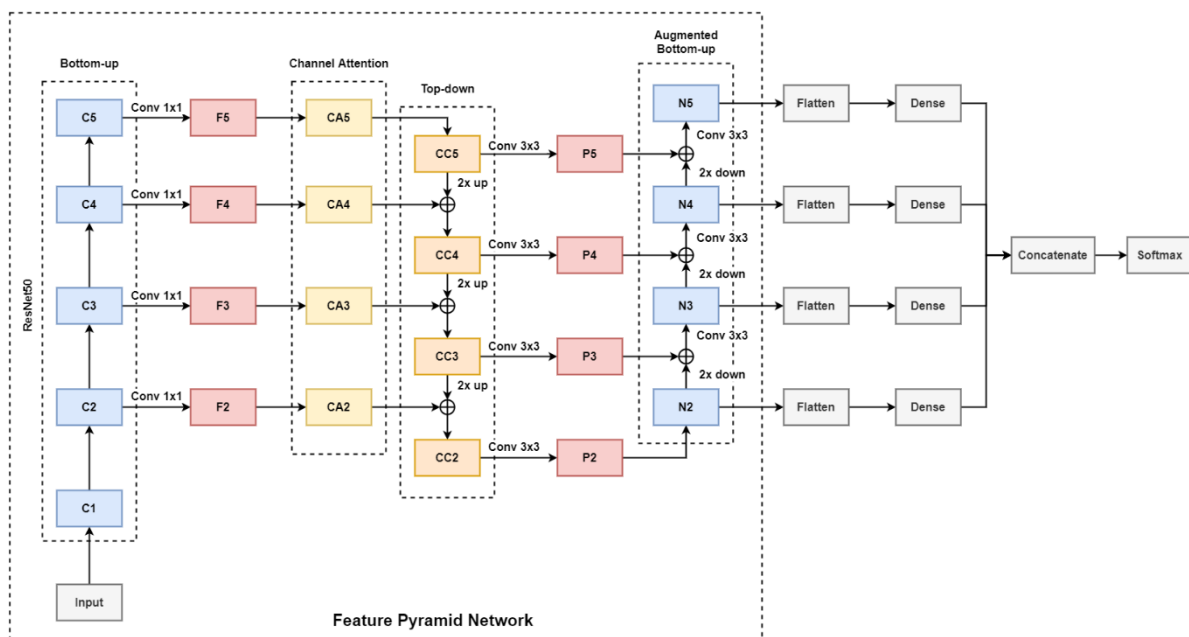 Augmented
Bottom-up
Bottom-up
Channel Attention
Top-down
C5
Conv 1x1
F5
CA5
N5
Flatten
Dense
Conv 3x3
CC5
Conv 3x3
P5
2x up
2x down
C4
Conv 1x1
F4
CA4
N4
Flatten
Dense
Conv 3x3
CC4
Conv 3x3
P4
Concatenate
Softmax
2x up
2x down
ResNet50
C3
Conv 1x1
F3
CA3
N3
Flatten
Dense
Conv 3x3
CC3
Conv 3x3
P3
2x up
2x down
C2
Conv 1x1
F2
CA2
N2
Flatten
Dense
CC2
Conv 3x3
P2
C1
Input
Feature Pyramid Network